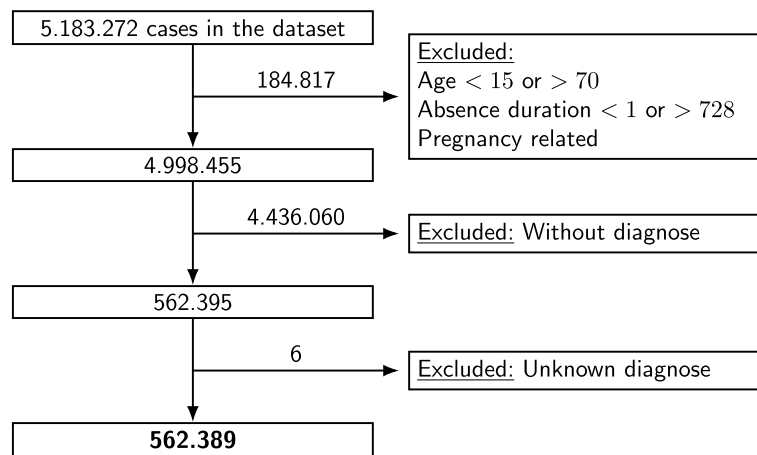 5.183.272 cases in the dataset
184.817
Excluded:
Age < 15 or > 70
Absence duration < 1 or > 728
Pregnancy related
4.998.455
4.436.060
Excluded: Without diagnose
562.395
6
Excluded: Unknown diagnose
562.389